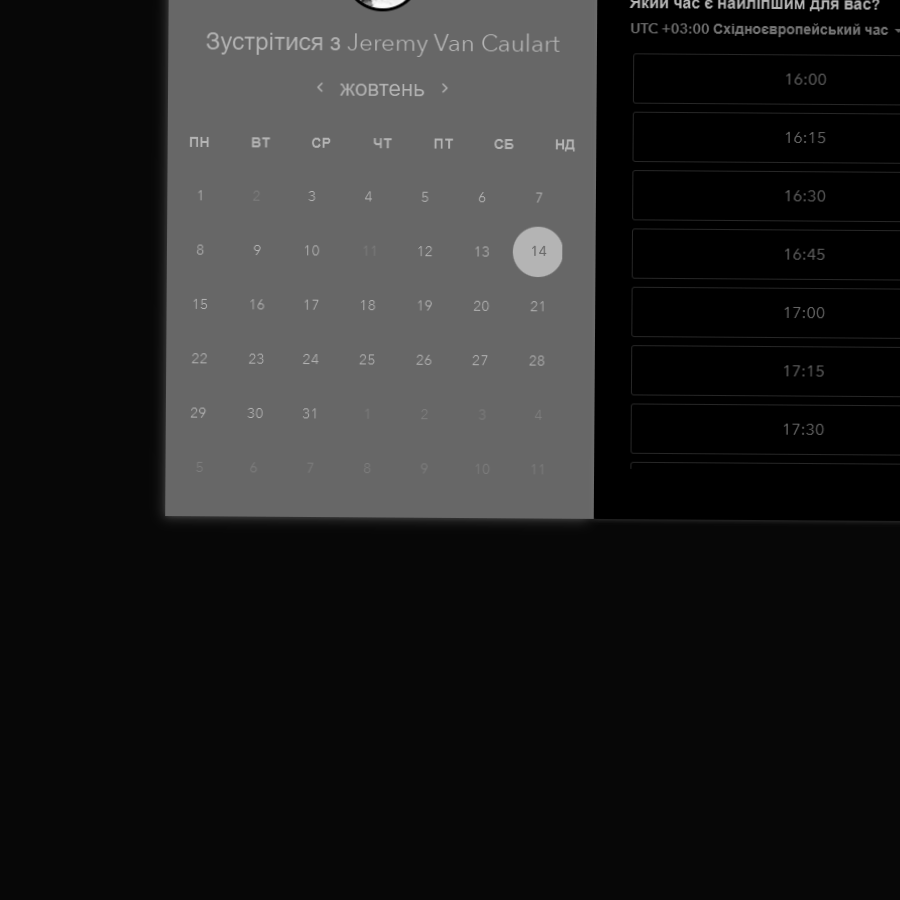 Зустрітися з Jeremy Van Caulart
жовтень
ПН ВТ СР ЧТ ПТ СБ НД
1 2 3 4 5 6 7
8 9 10 11 12 13 14
15 16 17 18 19 20 21
22 23 24 25 26 27 28
29 30 31 1 2 3 4
5 6 7 8 9 10 11
Який час є найліпшим для вас?
UTC +03:00 Східноєвропейський час
16:00
16:15
16:30
16:45
17:00
17:15
17:30